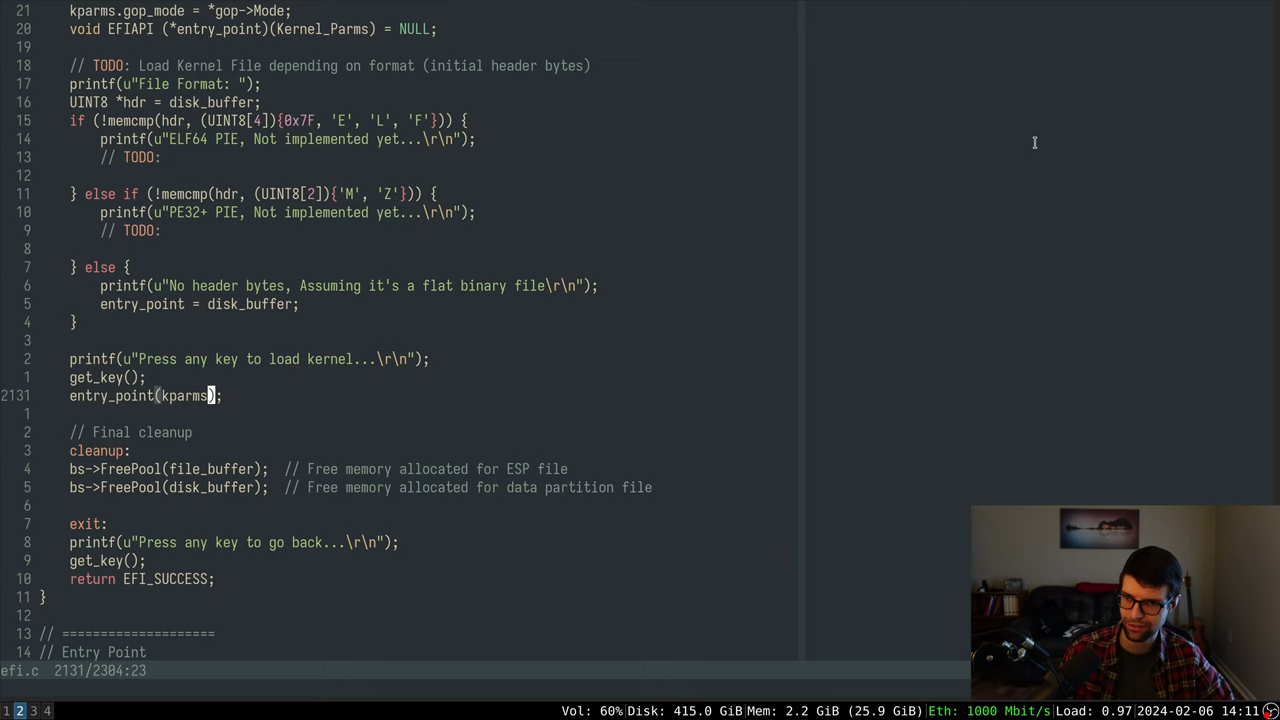 21 kparms.gop_mode = *gop->Mode;
20 void EFIAPI (*entry_point)(Kernel_Parms) = NULL;
19
18 // TODO: Load Kernel File depending on format (initial header bytes)
17 printf(u"File Format: ");
16 UINT8 *hdr = disk_buffer;
15 if (!memcmp(hdr, (UINT8[4]){0x7F, 'E', 'L', 'F'})) {
14 printf(u"ELF64 PIE, Not implemented yet...\r\n");
13 // TODO:
12
11 } else if (!memcmp(hdr, (UINT8[2]){'M', 'Z'})) {
10 printf(u"PE32+ PIE, Not implemented yet...\r\n");
9 // TODO:
8
7 } else {
6 printf(u"No header bytes, Assuming it's a flat binary file\r\n");
5 entry_point = disk_buffer;
4 }
3
2 printf(u"Press any key to load kernel...\r\n");
1 get_key();
2131 entry_point(kparms);
1
2 // Final cleanup
3 cleanup:
4 bs->FreePool(file_buffer); // Free memory allocated for ESP file
5 bs->FreePool(disk_buffer); // Free memory allocated for data partition file
6
7 exit:
8 printf(u"Press any key to go back...\r\n");
9 get_key();
10 return EFI_SUCCESS;
11 }
12
13 // ====================
14 // Entry Point
efi.c 2131/2304:23
1 2 3 4 Vol: 60%|Disk: 415.0 GiB|Mem: 2.2 GiB (25.9 GiB)|Eth: 1000 Mbit/s|Load: 0.97|2024-02-06 14:11